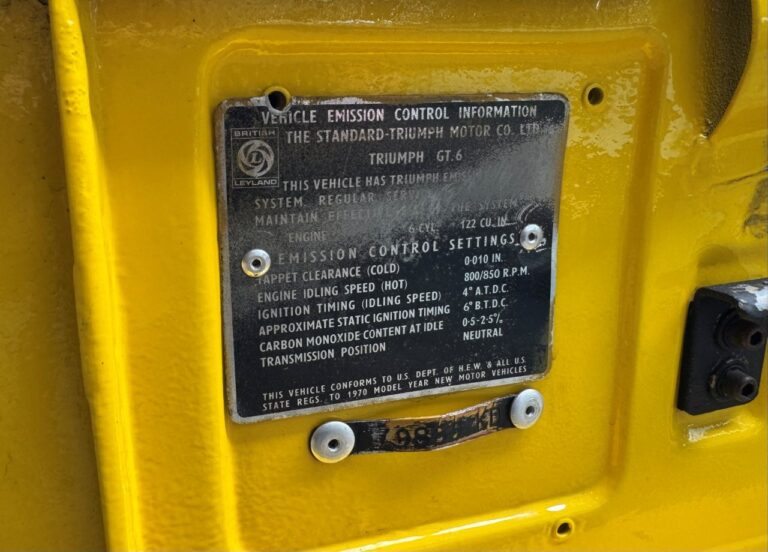 VEHICLE EMISSION CONTROL INFORMATION
BRITISH
LEYLAND
THE STANDARD-TRIUMPH MOTOR CO. LTD
TRIUMPH GT.6
THIS VEHICLE HAS TRIUMPH
SYSTEM. REGULAR
MAINTAIN THE SYSTEM
ENGINE 6 CYL. 122 CU. IN.
EMISSION CONTROL SETTINGS
TAPPET CLEARANCE (COLD) 0·010 IN.
ENGINE IDLING SPEED (HOT) 800/850 R.P.M.
IGNITION TIMING (IDLING SPEED) 4° A.T.D.C.
APPROXIMATE STATIC IGNITION TIMING 6° B.T.D.C.
CARBON MONOXIDE CONTENT AT IDLE 0·5-2·5%
TRANSMISSION POSITION NEUTRAL
THIS VEHICLE CONFORMS TO U.S. DEPT. OF H.E.W. & ALL U.S.
STATE REGS. TO 1970 MODEL YEAR NEW MOTOR VEHICLES